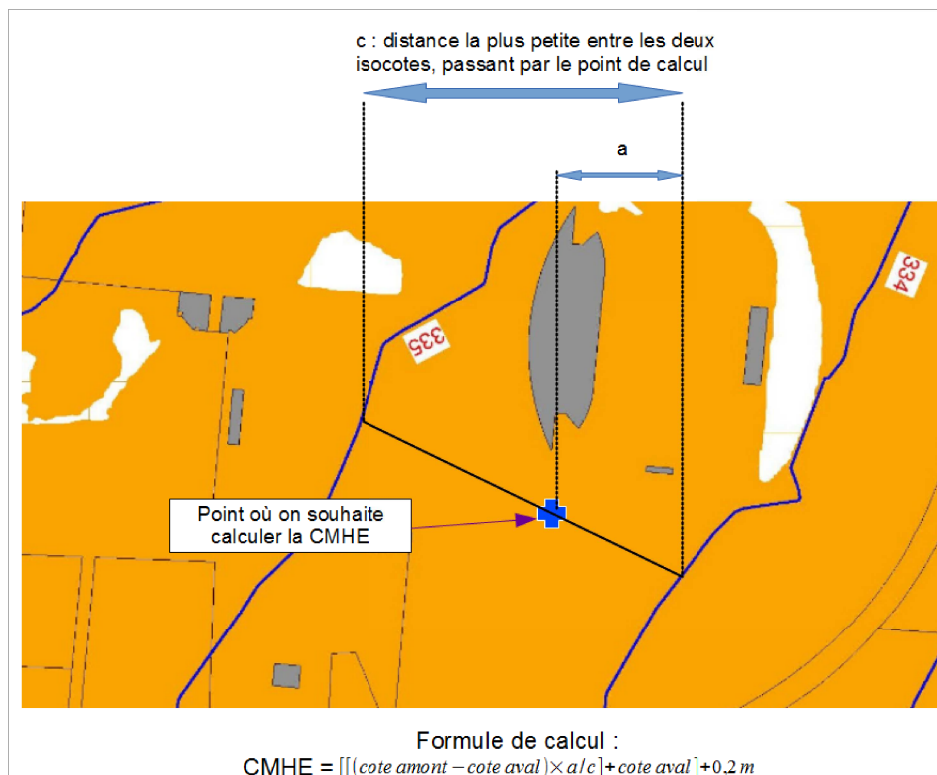 c : distance la plus petite entre les deux
isocotes, passant par le point de calcul
a
334
335
Point où on souhaite
calculer la CMHE
Formule de calcul :
CMHE = [[(cote amont−cote aval)×a/c]+cote aval]+0,2 m